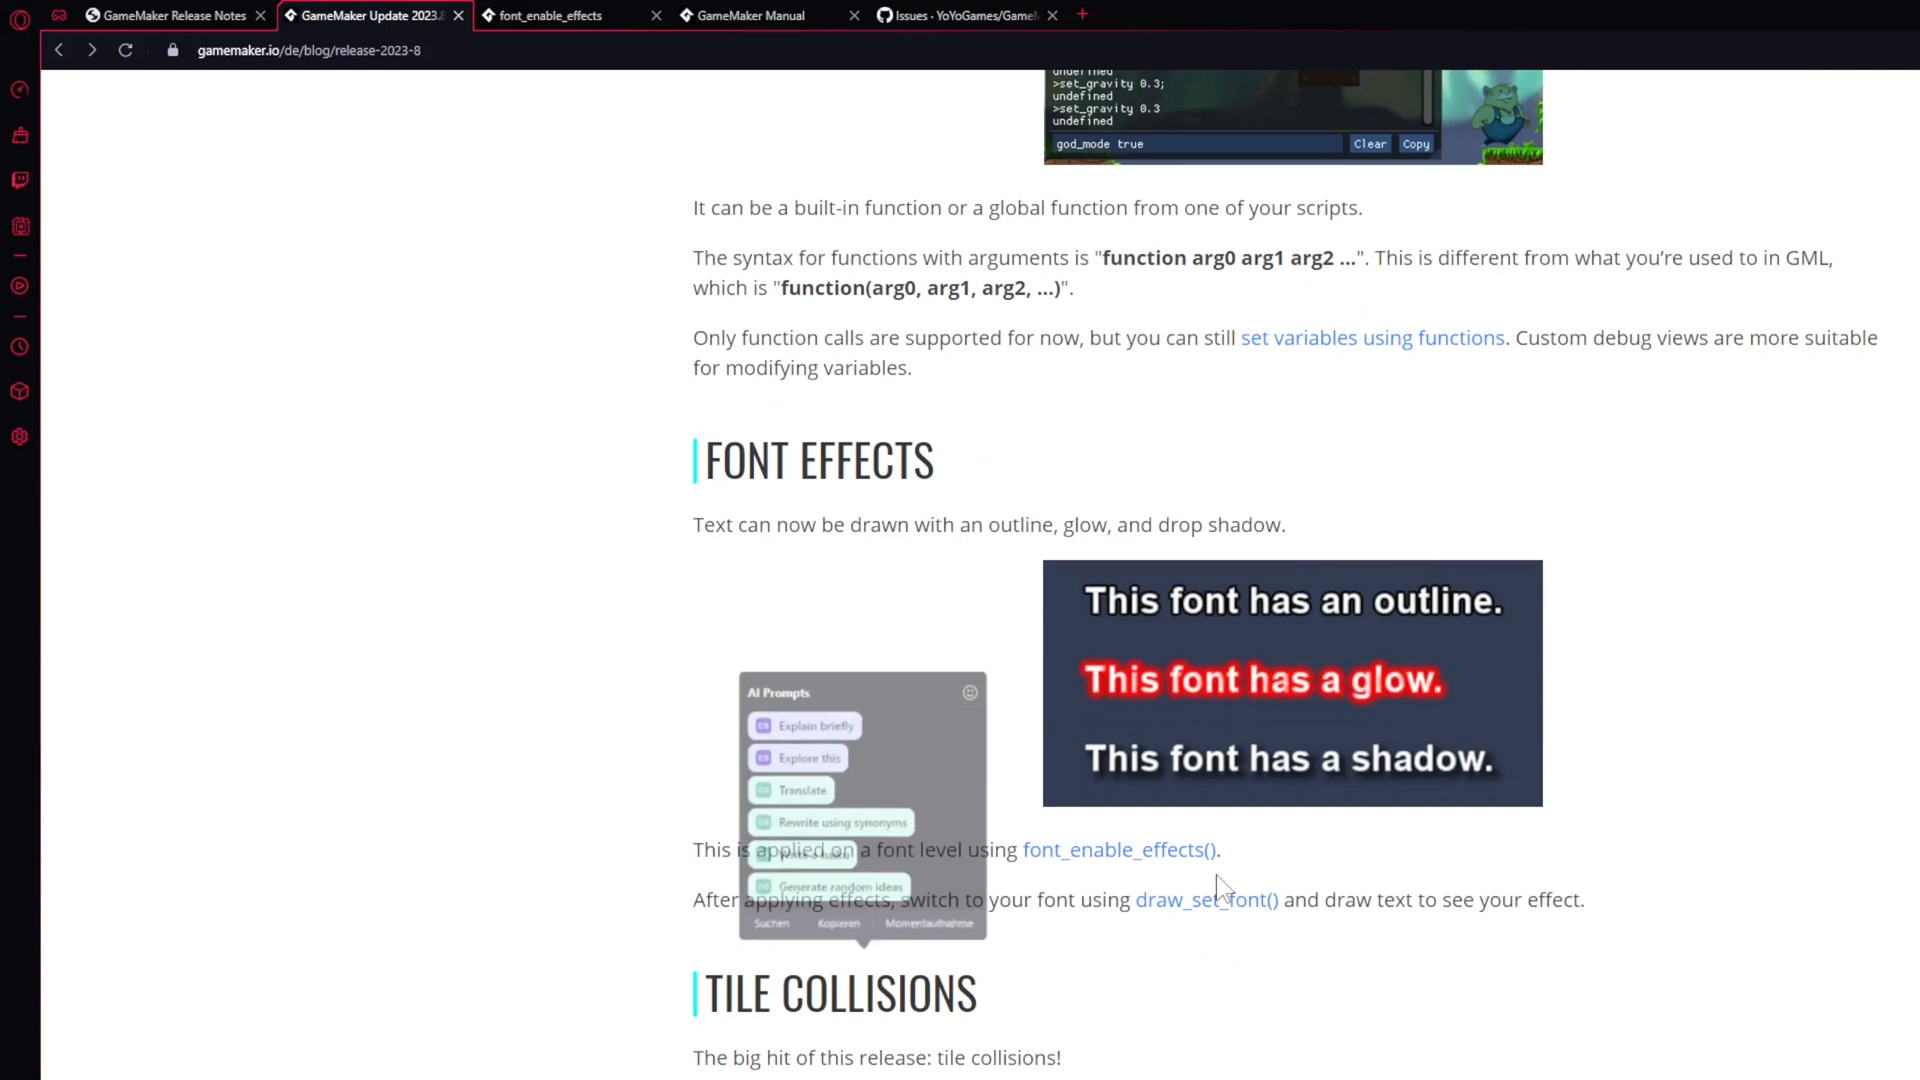 GameMaker Release Notes
GameMaker Update 2023.8
font_enable_effects
GameMaker Manual
Issues · YoYoGames/GameM
gamemaker.io/de/blog/release-2023-8
undefined
>set_gravity 0.3;
undefined
>set_gravity 0.3
undefined
god_mode true
Clear
Copy
It can be a built-in function or a global function from one of your scripts.
The syntax for functions with arguments is "function arg0 arg1 arg2 ...". This is different from what you’re used to in GML,
which is "function(arg0, arg1, arg2, ...)".
Only function calls are supported for now, but you can still set variables using functions. Custom debug views are more suitable
for modifying variables.
FONT EFFECTS
Text can now be drawn with an outline, glow, and drop shadow.
This font has an outline.
This font has a glow.
This font has a shadow.
AI Prompts
Explain briefly
Explore this
Translate
Rewrite using synonyms
Write a haiku
Generate random ideas
Suchen
Kopieren
Momentaufnahme
This is applied on a font level using font_enable_effects().
After applying effects, switch to your font using draw_set_font() and draw text to see your effect.
TILE COLLISIONS
The big hit of this release: tile collisions!